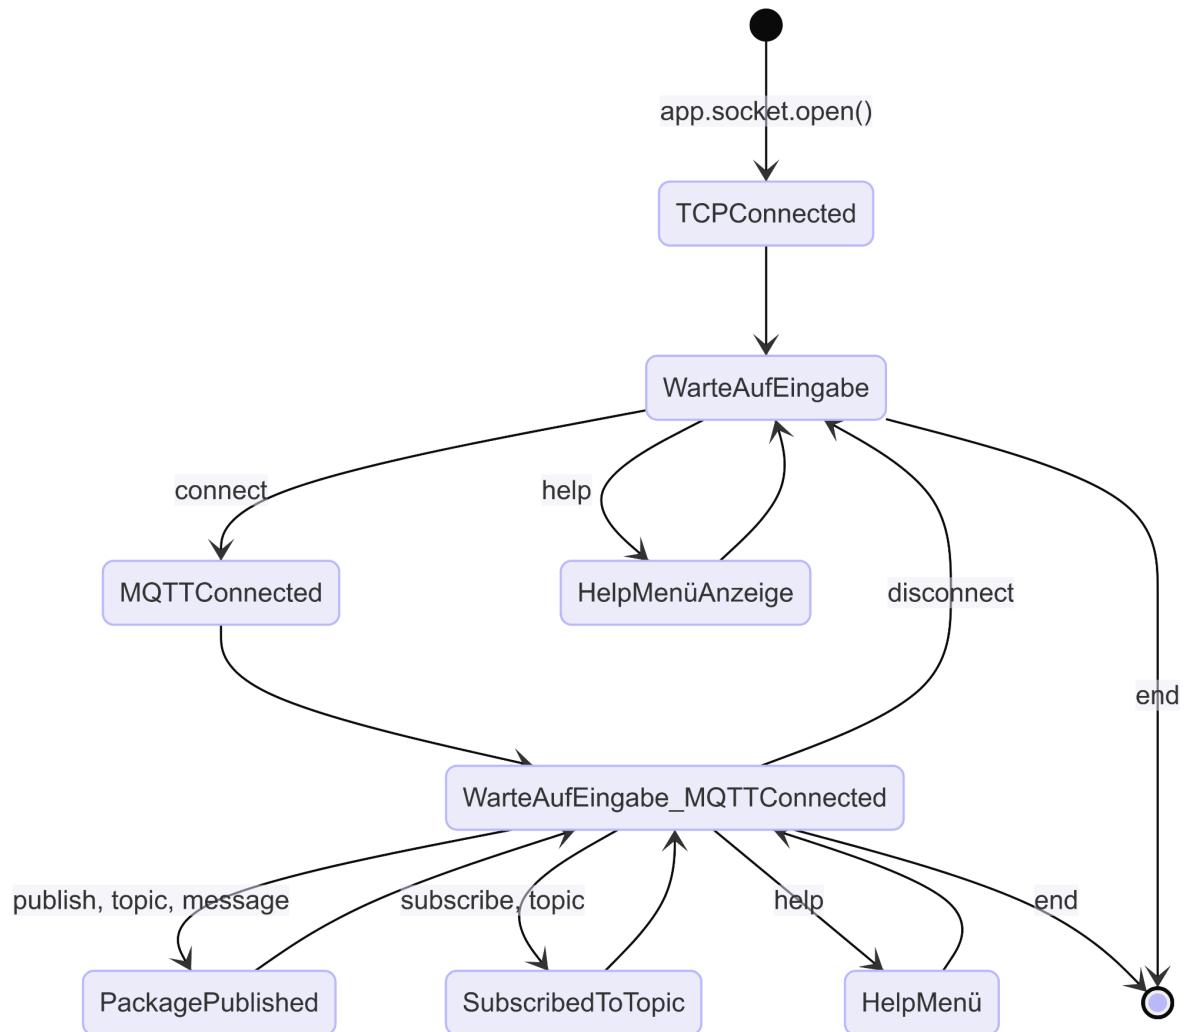 app.socket.open()
TCPConnected
WarteAufEingabe
connect
help
MQTTConnected
HelpMenüAnzeige
disconnect
end
WarteAufEingabe_MQTTConnected
publish, topic, message
subscribe, topic
help
end
PackagePublished
SubscribedToTopic
HelpMenü